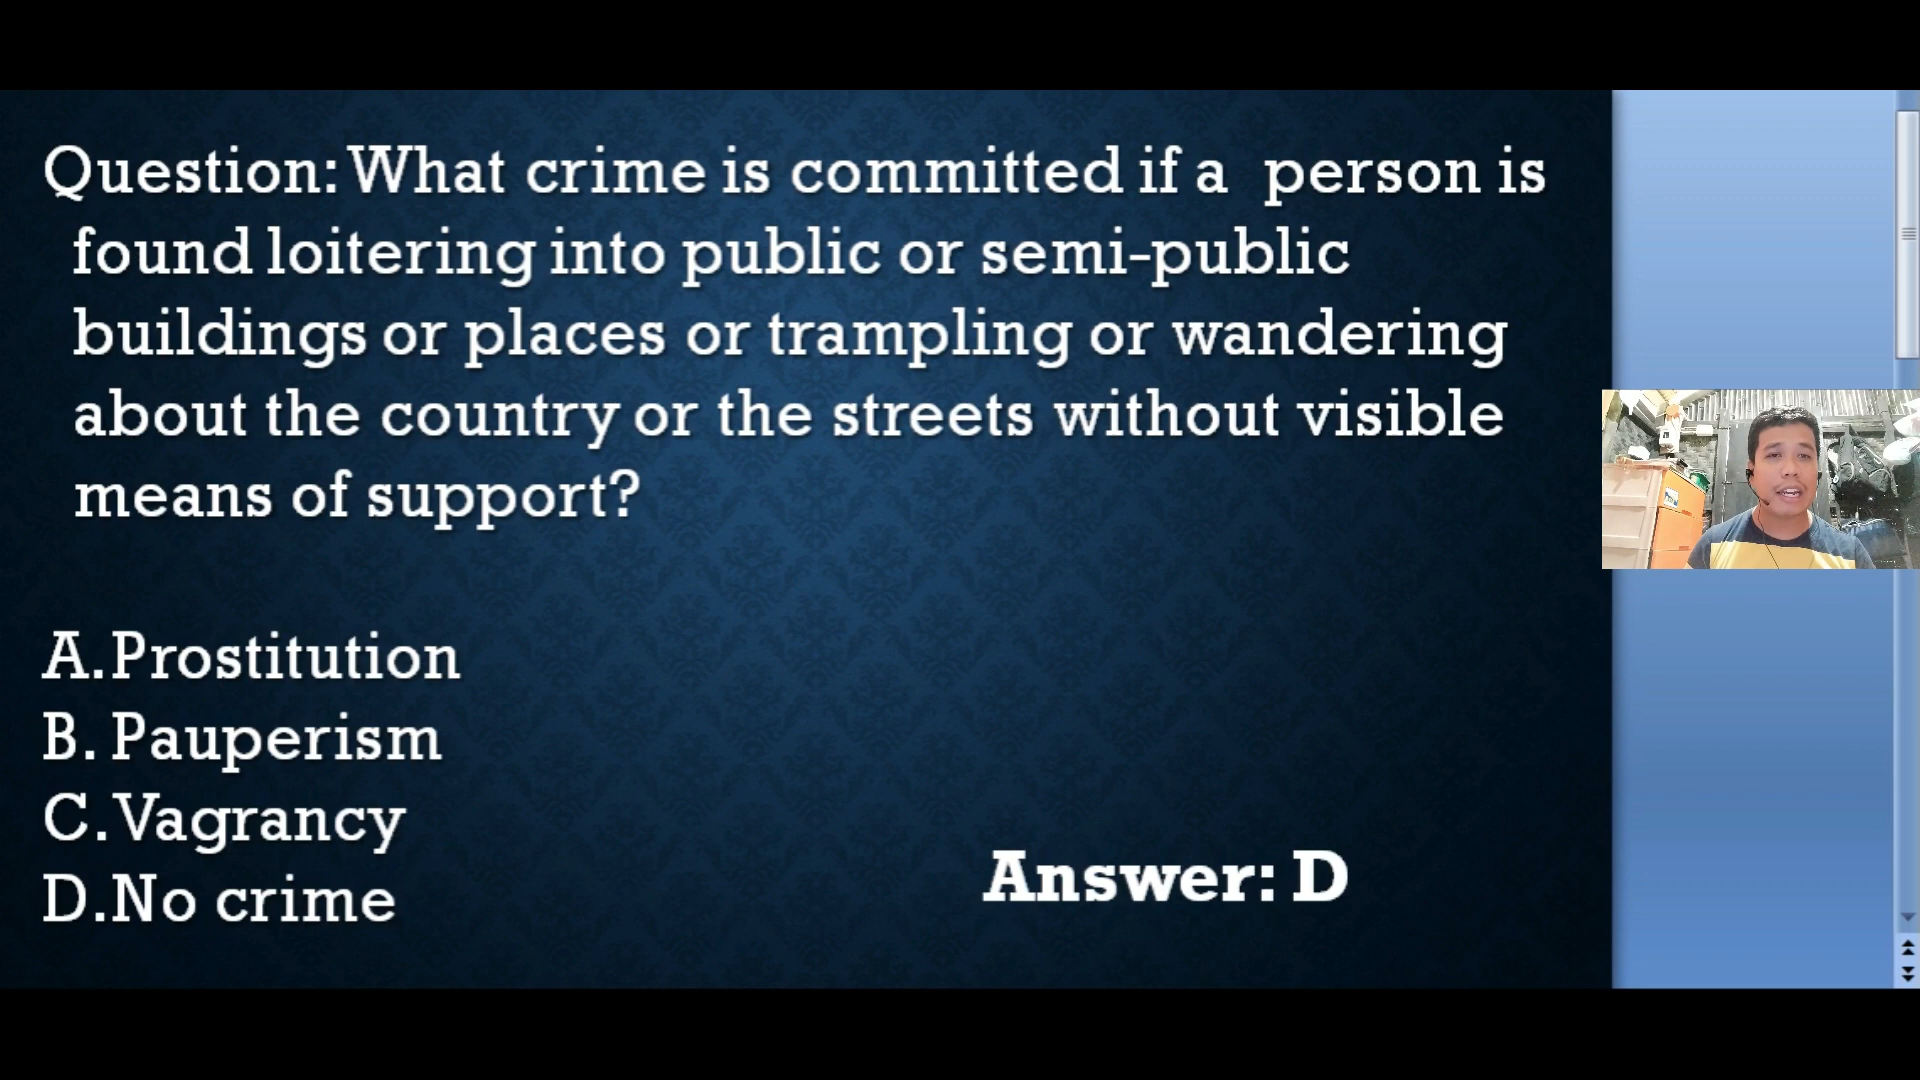 Question: What crime is committed if a person is
found loitering into public or semi-public
buildings or places or trampling or wandering
about the country or the streets without visible
means of support?
A. Prostitution
B. Pauperism
C. Vagrancy
D. No crime
Answer: D